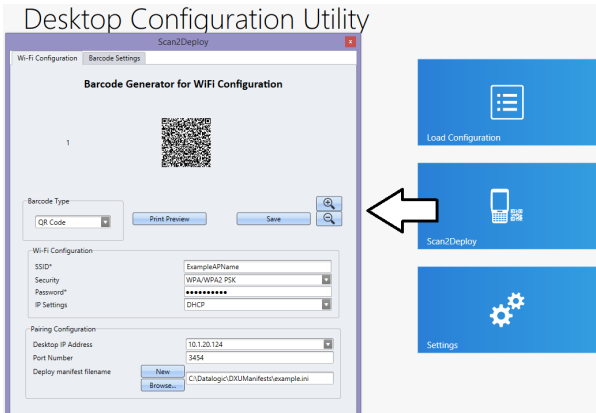 Desktop Configuration Utility
Scan2Deploy
x
Wi-Fi Configuration Barcode Settings
Barcode Generator for WiFi Configuration
1
Barcode Type
QR Code
Print Preview
Save
Wi-Fi Configuration
SSID* ExampleAPName
Security WPA/WPA2 PSK
Password* ●●●●●●●●●●
IP Settings DHCP
Pairing Configuration
Desktop IP Address 10.1.20.124
Port Number 3454
Deploy manifest filename New
Browse... C:\Datalogic\DXUManifests\example.ini
Load Configuration
Scan2Deploy
Settings